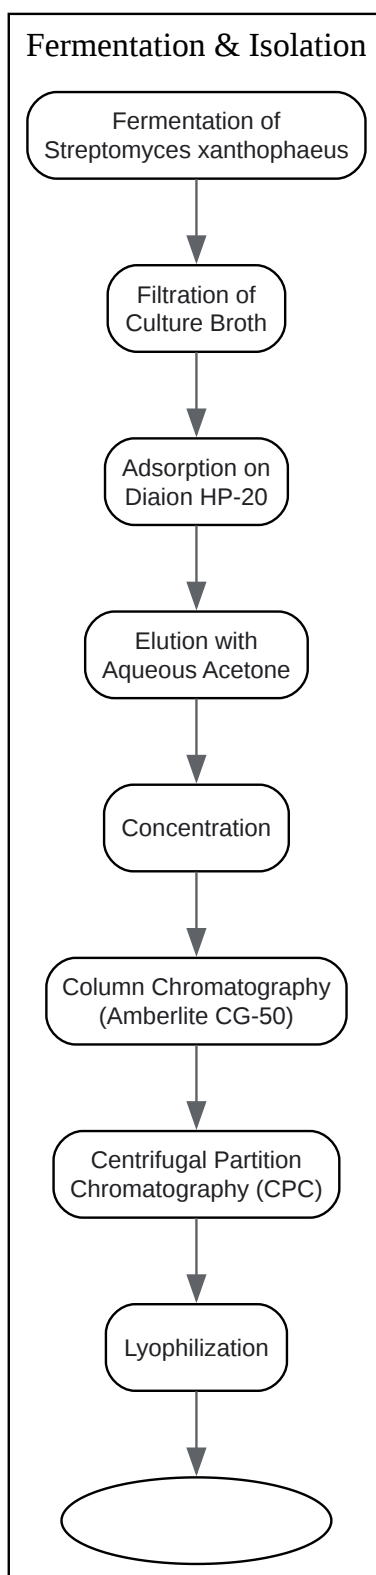 Fermentation & Isolation
Fermentation of
Streptomyces xanthophaeus
Filtration of
Culture Broth
Adsorption on
Diaion HP-20
Elution with
Aqueous Acetone
Concentration
Column Chromatography
(Amberlite CG-50)
Centrifugal Partition
Chromatography (CPC)
Lyophilization